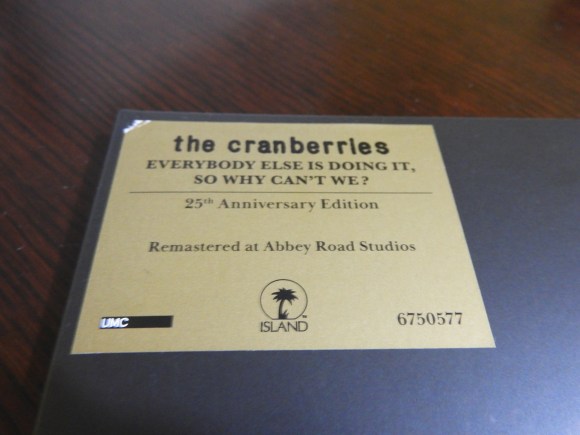 the cranberries
EVERYBODY ELSE IS DOING IT,
SO WHY CAN'T WE?
25th Anniversary Edition
Remastered at Abbey Road Studios
UMC
ISLAND
6750577